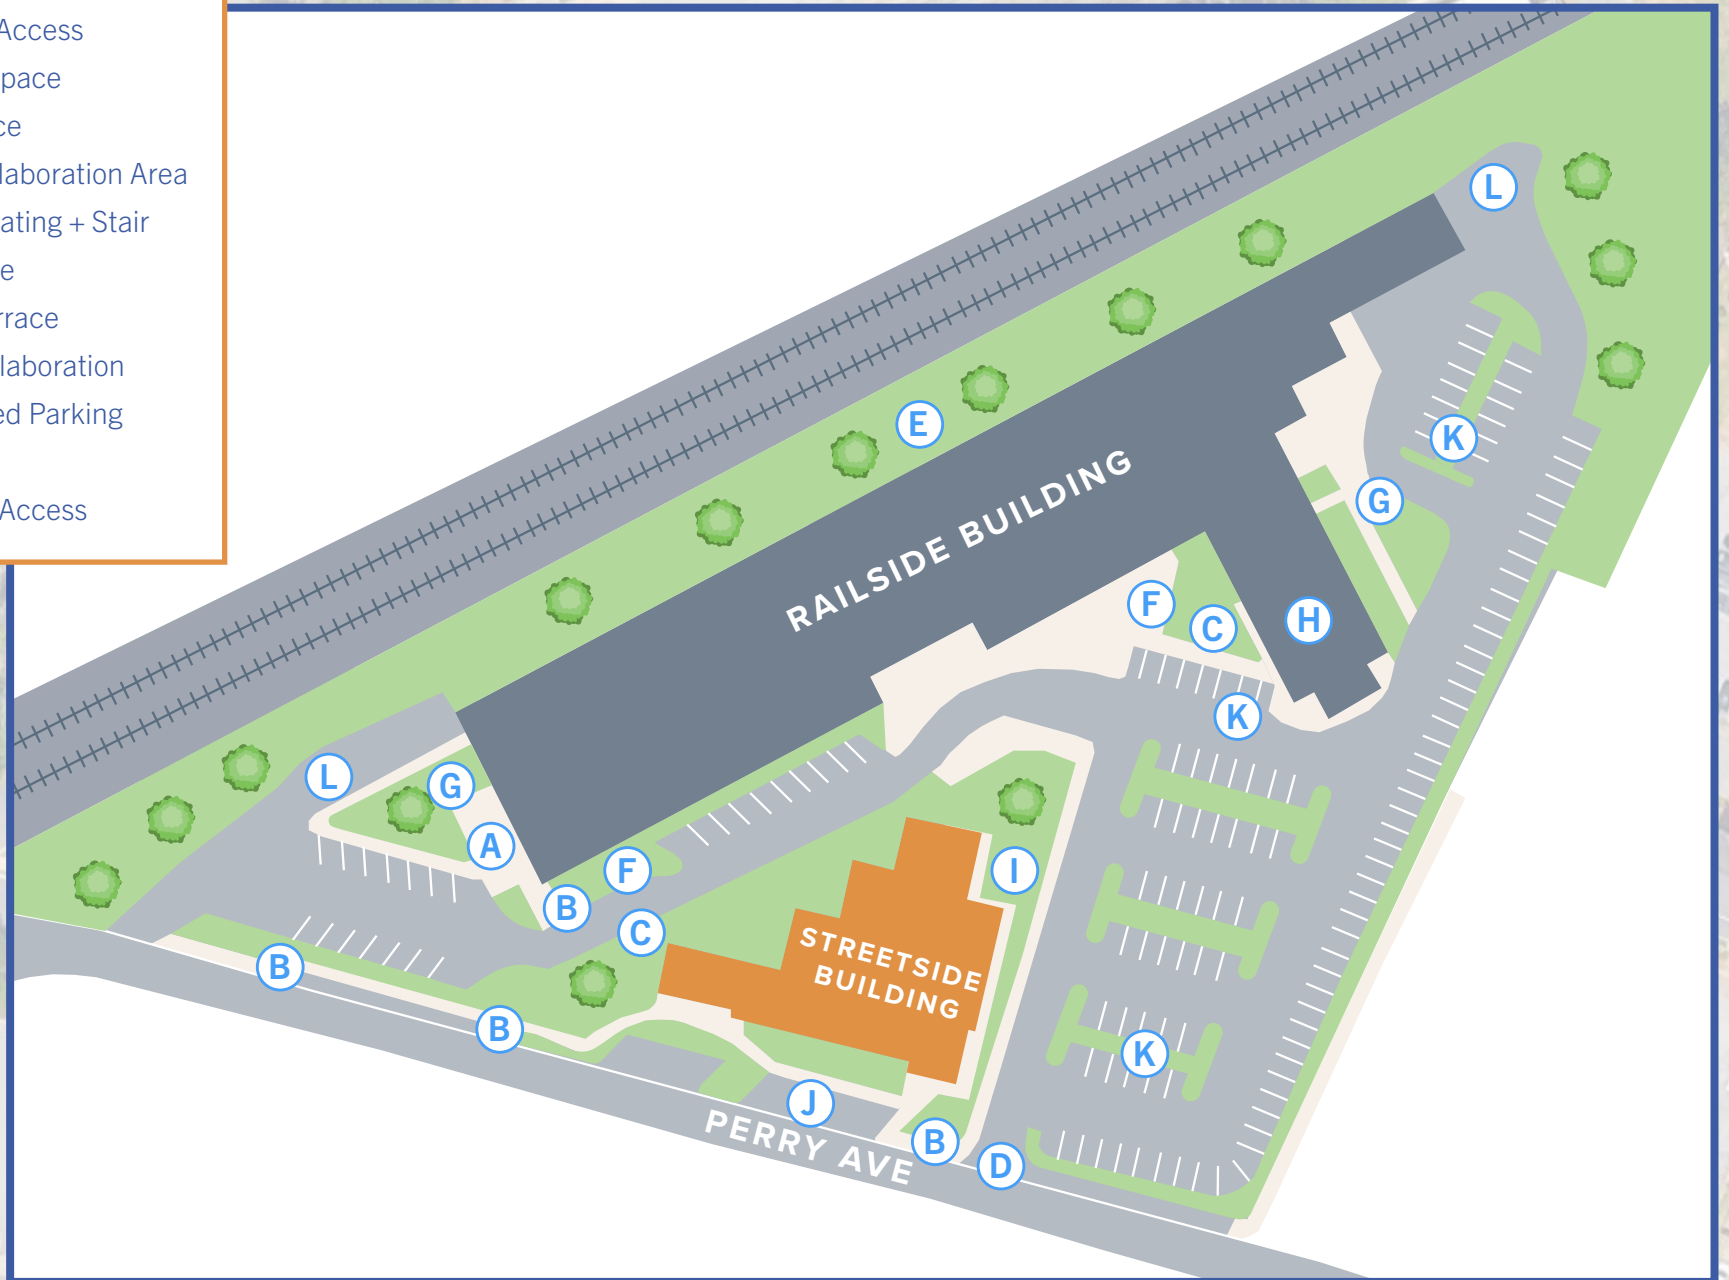 Access
pace
ce
laboration Area
ating + Stair
e
rrace
laboration
ed Parking
Access
L
E
K
G
RAILSIDE BUILDING
F
C
H
K
L
G
A
F
I
B
C
STREETSIDE
BUILDING
B
B
K
J
PERRY AVE
B
D